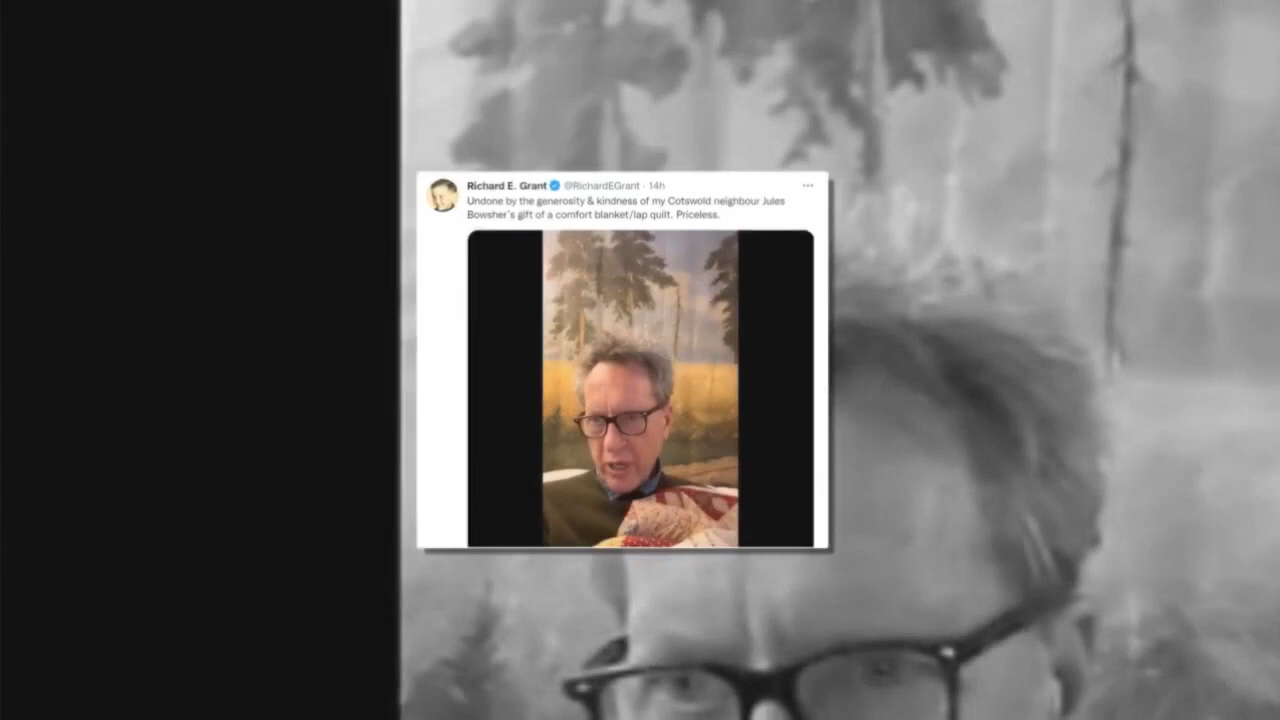 Richard E. Grant @RichardEGrant · 14h
Undone by the generosity & kindness of my Cotswold neighbour Jules
Bowsher's gift of a comfort blanket/lap quilt. Priceless.